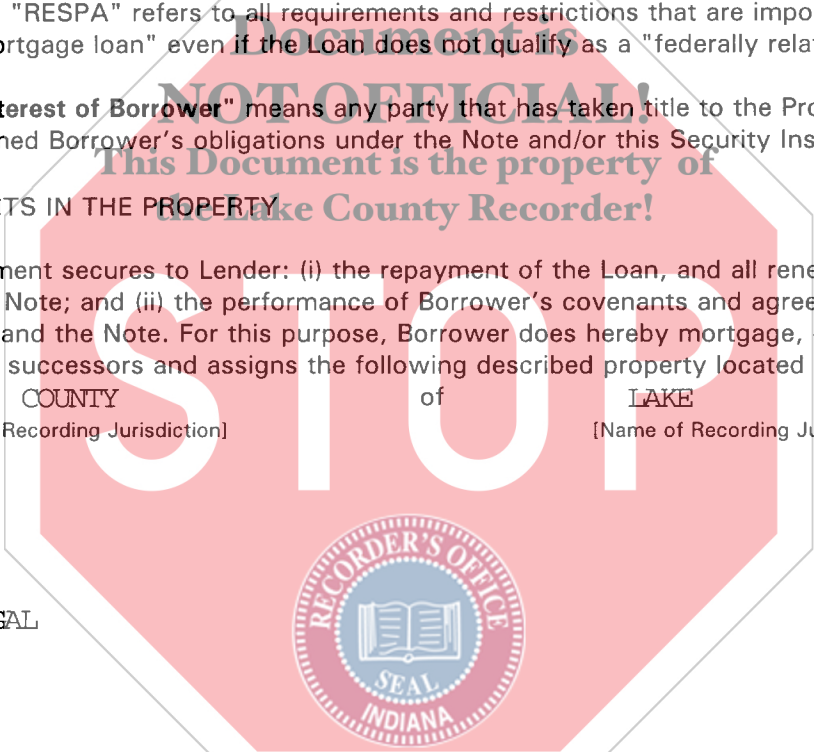 "RESPA" refers to all requirements and restrictions that are impo
ortgage loan" even if the Loan does not qualify as a "federally relat
Document is
NOT OFFICIAL!
This Document is the property of
the Lake County Recorder!
terest of Borrower" means any party that has taken title to the Pro
ned Borrower's obligations under the Note and/or this Security Ins
TS IN THE PROPERTY
ment secures to Lender: (i) the repayment of the Loan, and all rene
Note; and (ii) the performance of Borrower's covenants and agree
and the Note. For this purpose, Borrower does hereby mortgage,
successors and assigns the following described property located
COUNTY of LAKE
Recording Jurisdiction] [Name of Recording Ju
STOP
GAL
RECORDER'S OFFICE
SEAL
INDIANA